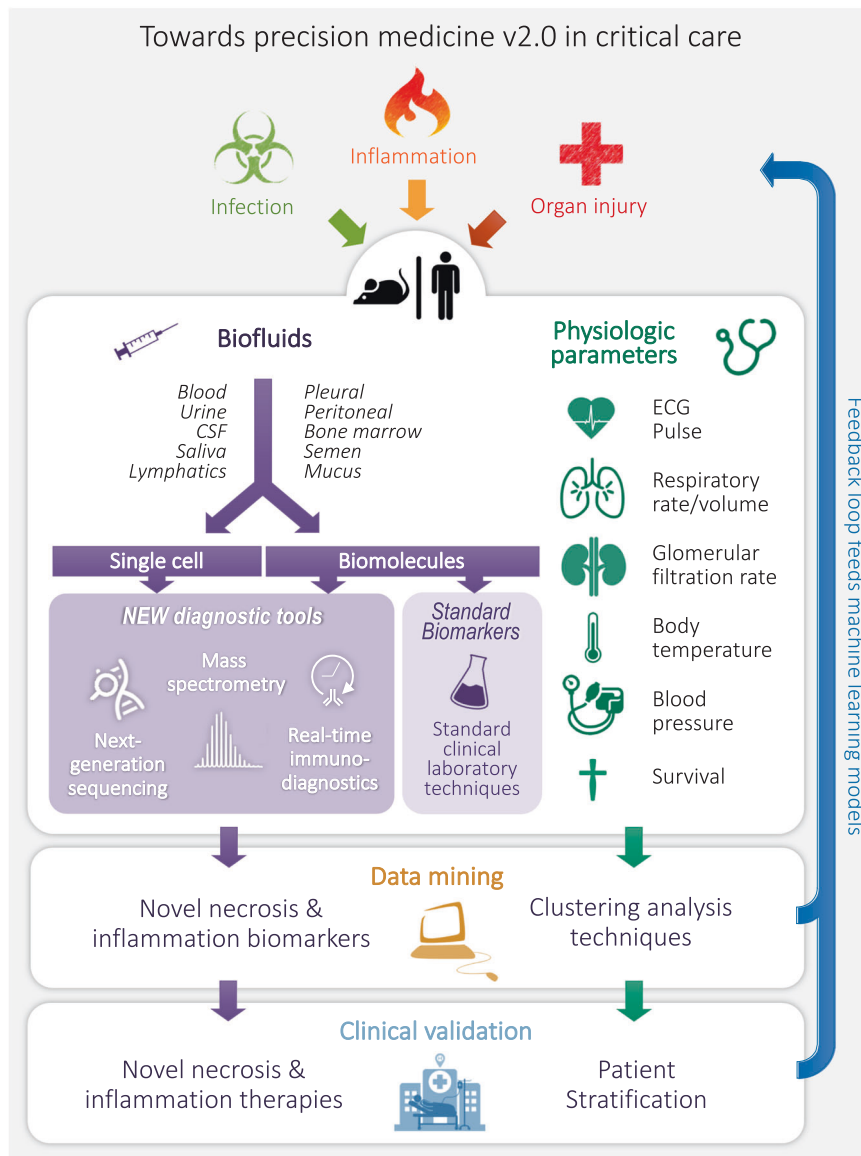 Towards precision medicine v2.0 in critical care
Inflammation
Infection
Organ injury
Biofluids
Blood
Urine
CSF
Saliva
Lymphatics
Pleural
Peritoneal
Bone marrow
Semen
Mucus
Single cell
Biomolecules
NEW diagnostic tools
Mass
spectrometry
Next-
generation
sequencing
Real-time
immuno-
diagnostics
Standard
Biomarkers
Standard
clinical
laboratory
techniques
Physiologic
parameters
ECG
Pulse
Respiratory
rate/volume
Glomerular
filtration rate
Body
temperature
Blood
pressure
Survival
Feedback loop feeds machine learning models
Data mining
Novel necrosis &
inflammation biomarkers
Clustering analysis
techniques
Clinical validation
Novel necrosis &
inflammation therapies
Patient
Stratification